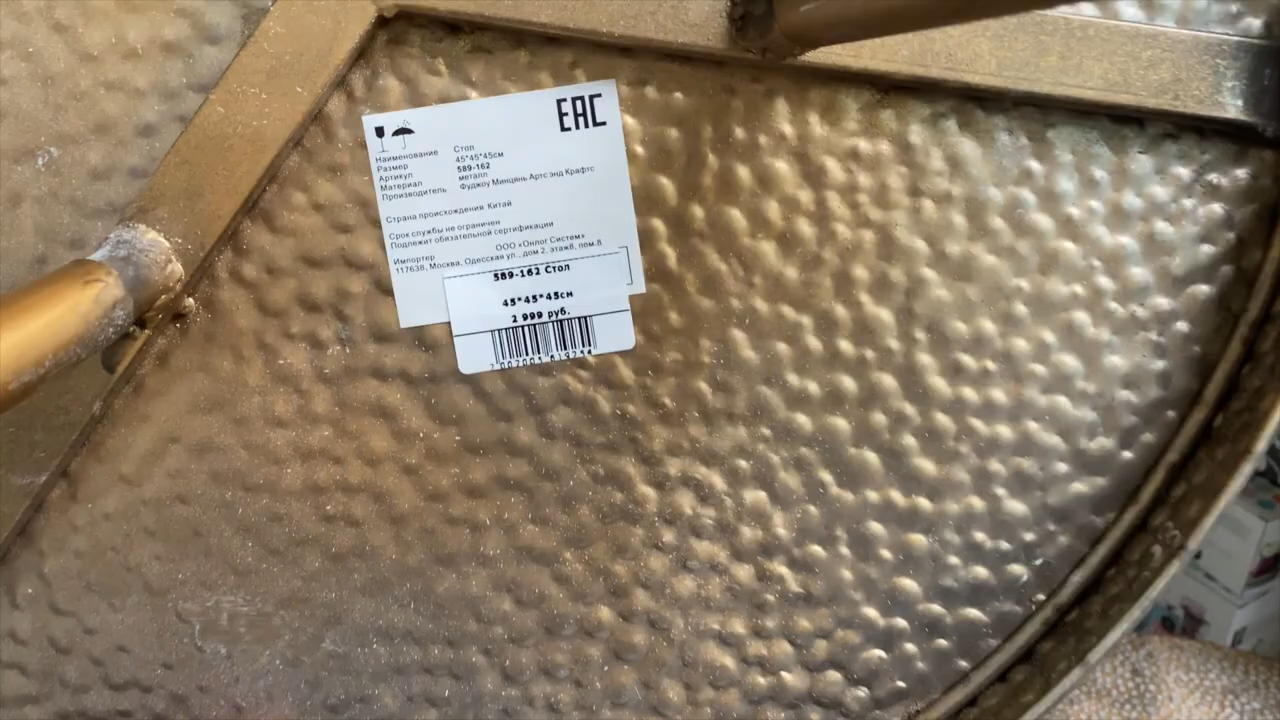 EAC
Наименование Стол
Размер 45*45*45см
Артикул 589-162
Материал металл
Производитель Фуджоу Минцянь Артс энд Крафтс
Страна происхождения Китай
Срок службы не ограничен
Подлежит обязательной сертификации
Импортер ООО «Онлог Систем»
117638, Москва, Одесская ул., дом 2, этаж8, пом.8
589-162 Стол
45*45*45см
2 999 руб.